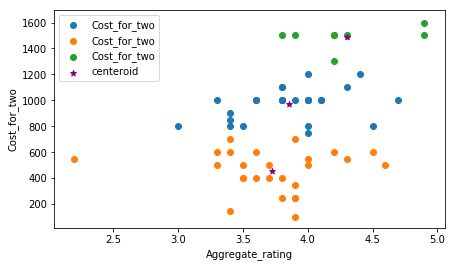 Cost_for_two
Cost_for_two
Cost_for_two
centeroid
1600
1400
1200
1000
800
600
400
200
Cost_for_two
2.5 3.0 3.5 4.0 4.5 5.0
Aggregate_rating